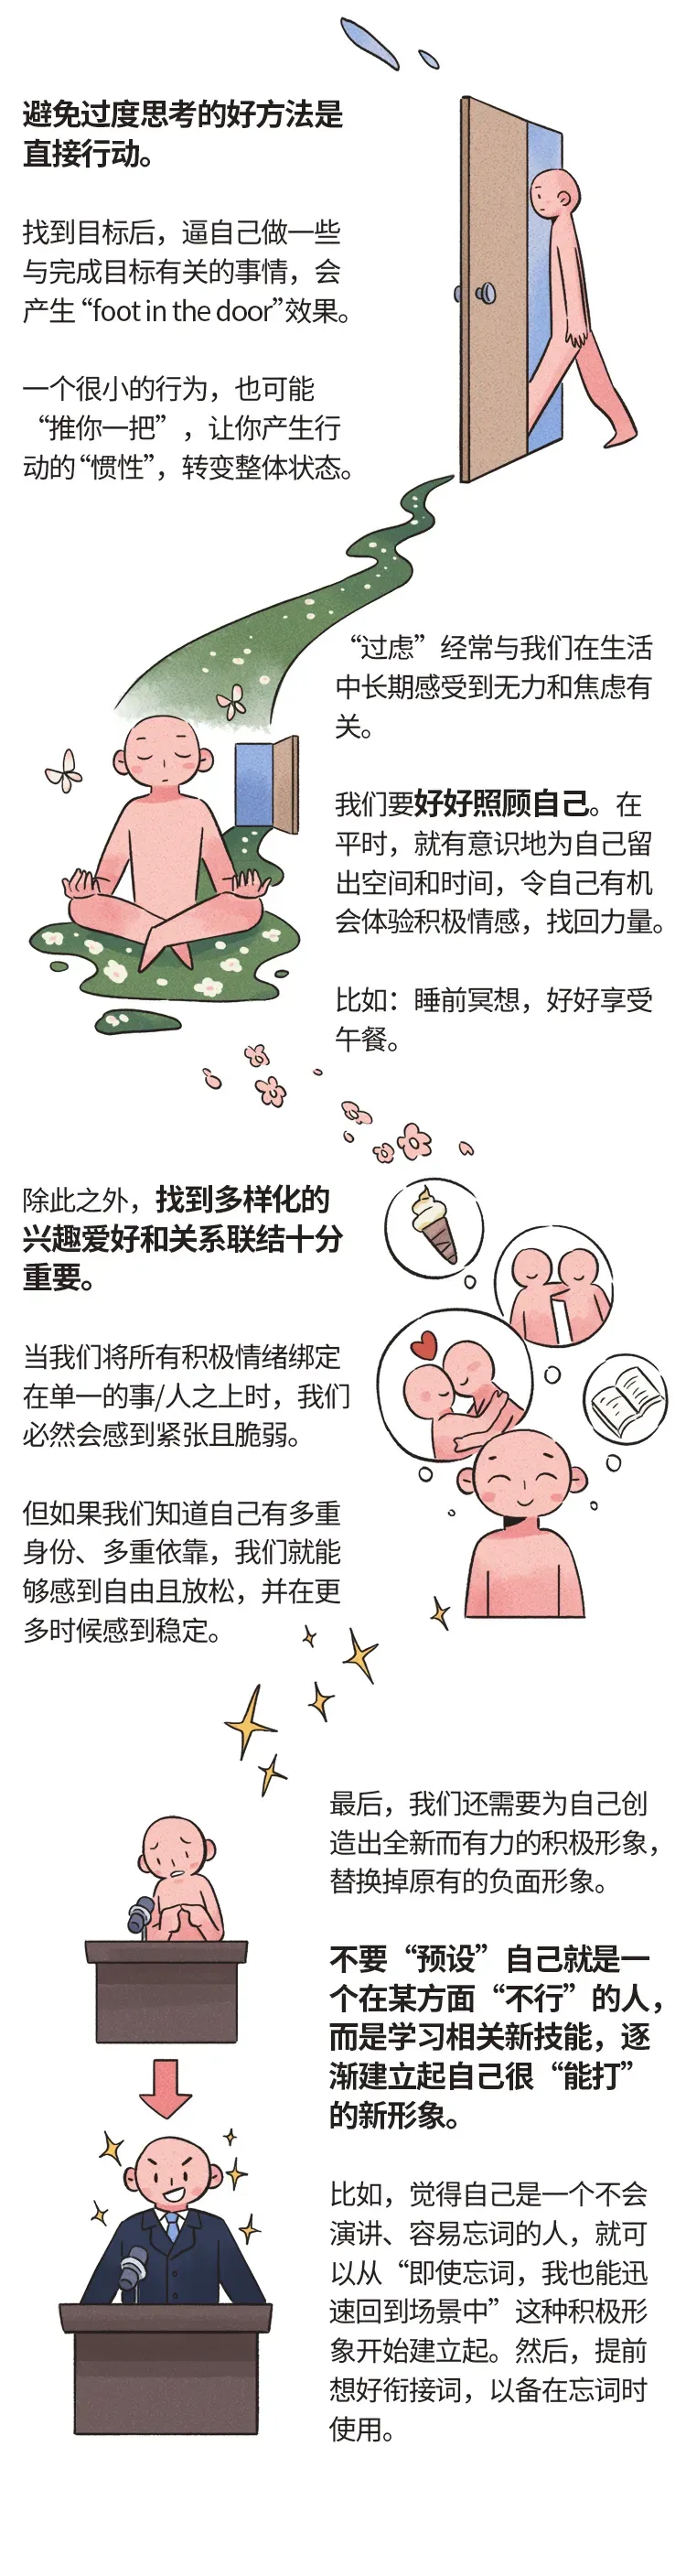 避免过度思考的好方法是
直接行动。
找到目标后，逼自己做一些
与完成目标有关的事情，会
产生“foot in the door”效果。
一个很小的行为，也可能
“推你一把”，让你产生行
动的“惯性”，转变整体状态。
“过虑”经常与我们在生活
中长期感受到无力和焦虑有
关。
我们要好好照顾自己。在
平时，就有意识地为自己留
出空间和时间，令自己有机
会体验积极情感，找回力量。
比如：睡前冥想，好好享受
午餐。
除此之外，找到多样化的
兴趣爱好和关系联结十分
重要。
当我们将所有积极情绪绑定
在单一的事/人之上时，我们
必然会感到紧张且脆弱。
但如果我们知道自己有多重
身份、多重依靠，我们就能
够感到自由且放松，并在更
多时候感到稳定。
最后，我们还需要为自己创
造出全新而有力的积极形象，
替换掉原有的负面形象。
不要“预设”自己就是一
个在某方面“不行”的人，
而是学习相关新技能，逐
渐建立起自己很“能打”
的新形象。
比如，觉得自己是一个不会
演讲、容易忘词的人，就可
以从“即使忘词，我也能迅
速回到场景中”这种积极形
象开始建立起。然后，提前
想好衔接词，以备在忘词时
使用。